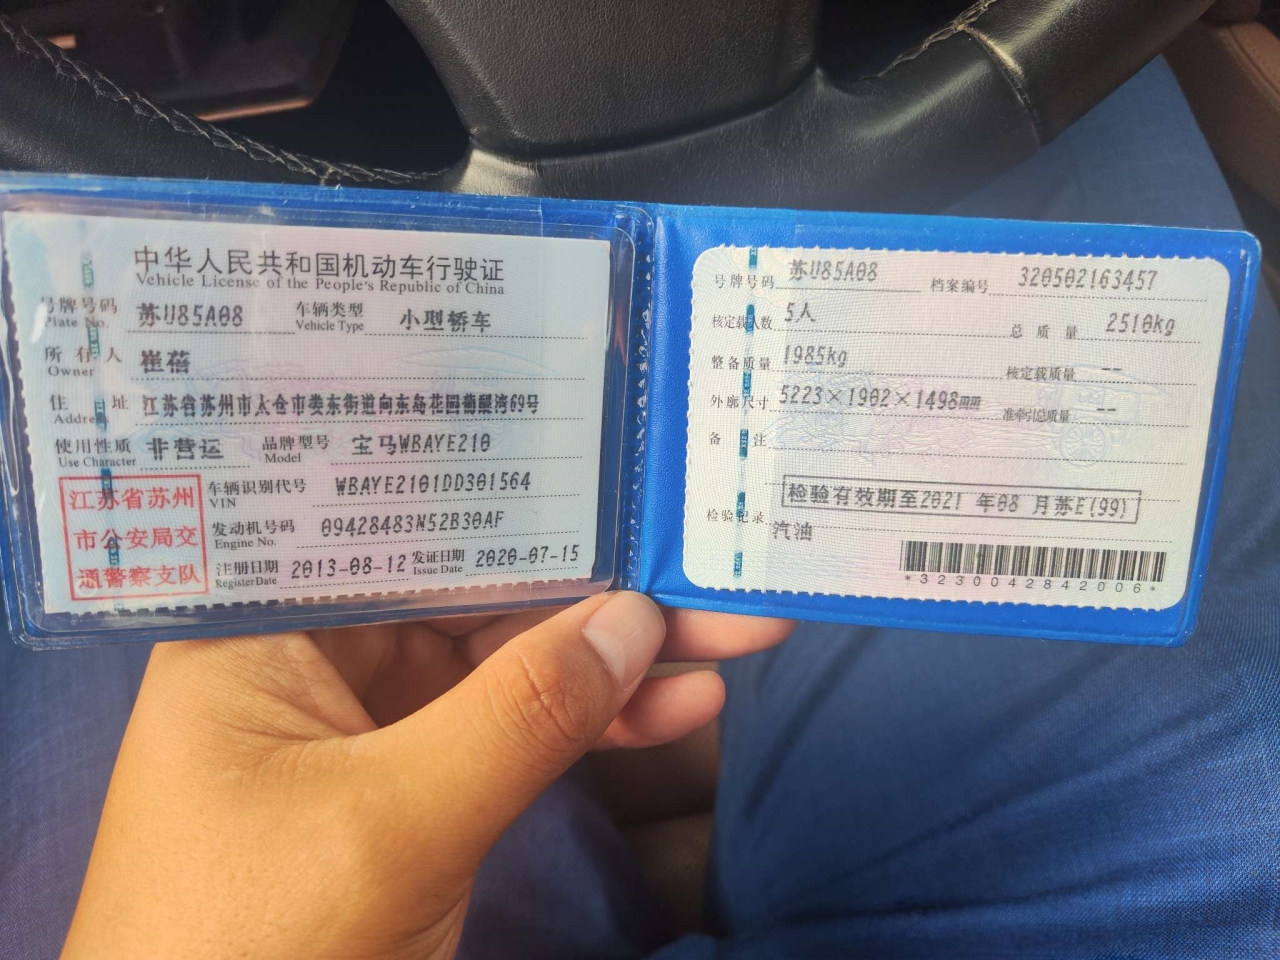 中华人民共和国机动车行驶证
Vehicle License of the People's Republic of China
号牌号码 苏U85A08 车辆类型 小型轿车
Plate No. Vehicle Type
所有人 崔蓓
Owner
住址 江苏省苏州市太仓市娄东街道向东岛花园葡醍湾69号
Address
使用性质 非营运 品牌型号 宝马WBAYE210
Use Character Model
江苏省苏州
市公安局交
通警察支队
车辆识别代号 WBAYE2101DD301564
VIN
发动机号码 09428483N52B30AF
Engine No.
注册日期 2013-08-12 发证日期 2020-07-15
Register Date Issue Date
号牌号码 苏U85A08 档案编号 320502163457
核定载人数 5人 总质量 2510kg
整备质量 1985kg 核定载质量 --
外廓尺寸 5223×1902×1498mm 准牵引总质量 --
备注
检验有效期至2021 年08 月苏E(99)
检验记录
汽油
*3230042842006*